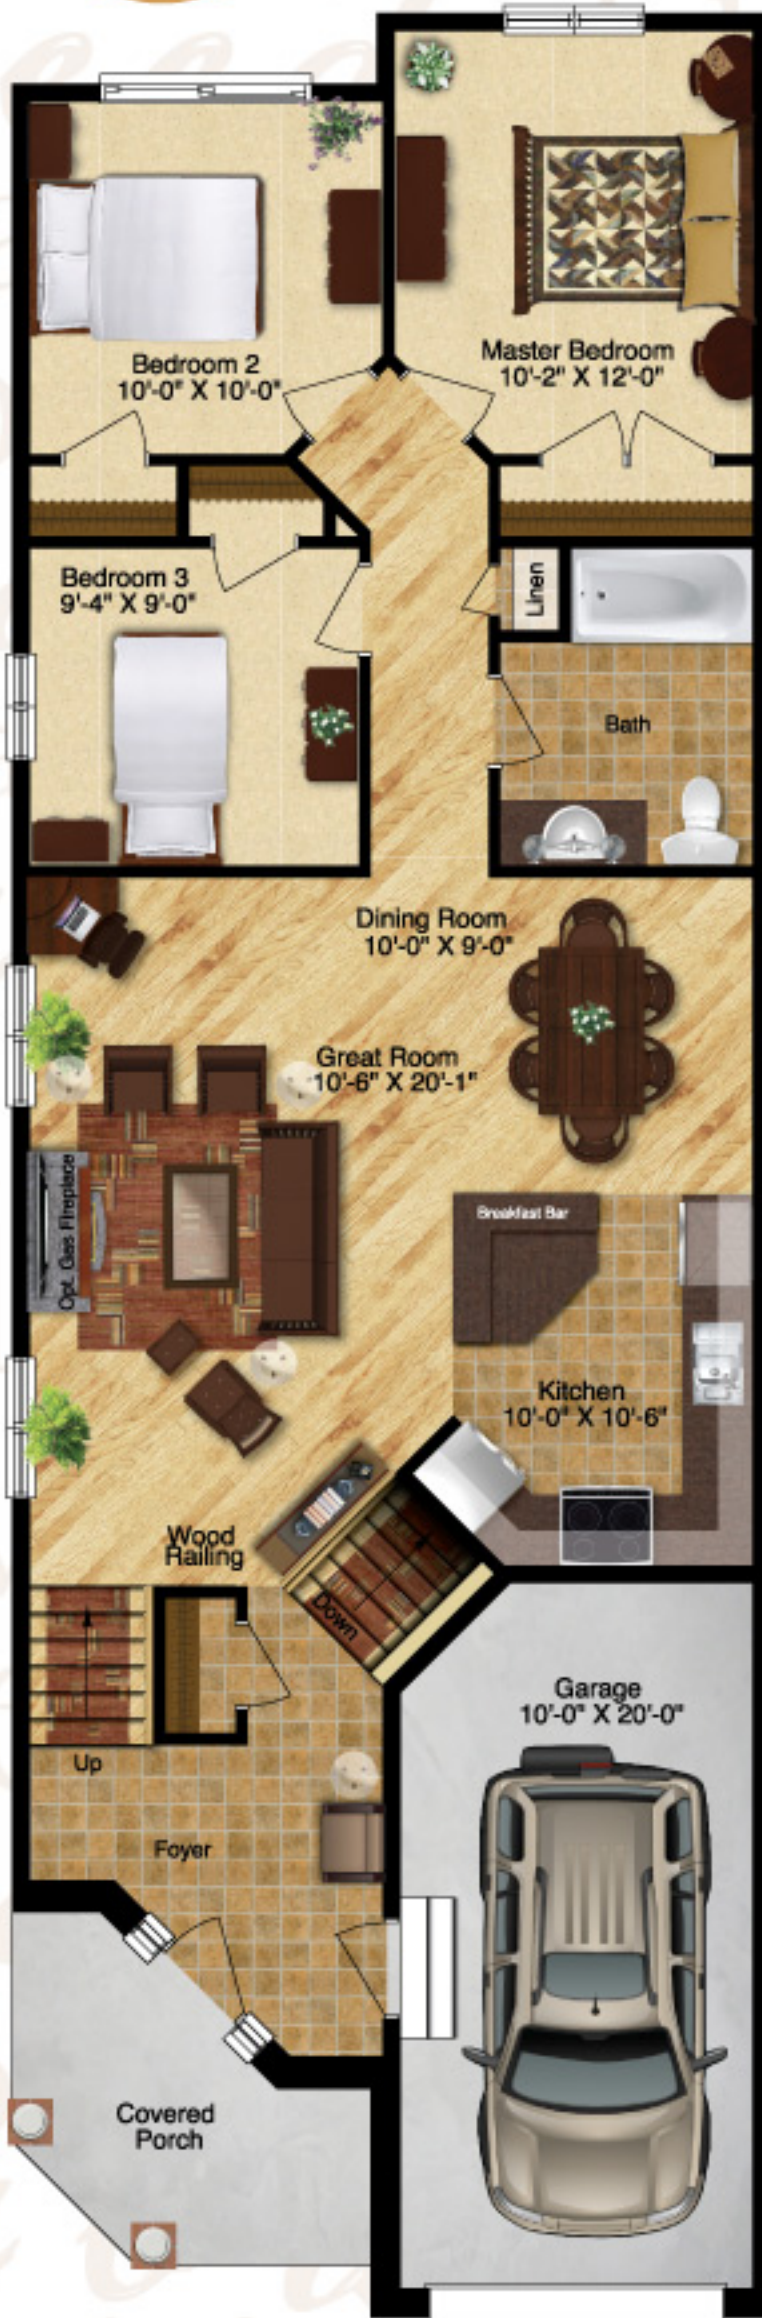 Bedroom 2
10'-0" X 10'-0"
Master Bedroom
10'-2" X 12'-0"
Bedroom 3
9'-4" X 9'-0"
Linen
Bath
Dining Room
10'-0" X 9'-0"
Great Room
10'-6" X 20'-1"
Opt. Gas Fireplace
Breakfast Bar
Kitchen
10'-0" X 10'-6"
Wood
Railing
Down
Up
Garage
10'-0" X 20'-0"
Foyer
Covered
Porch